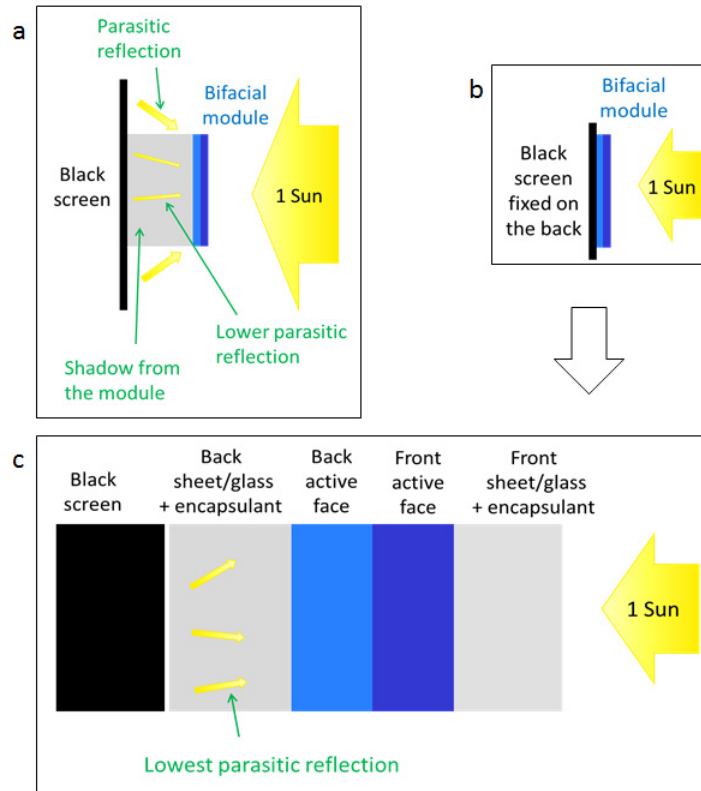 a
Parasitic
reflection
Bifacial
module
Black
screen
1 Sun
Lower parasitic
reflection
Shadow from
the module
b
Bifacial
module
Black
screen
fixed on
the back
1 Sun
c
Black
screen
Back
sheet/glass
+ encapsulant
Back
active
face
Front
active
face
Front
sheet/glass
+ encapsulant
1 Sun
Lowest parasitic reflection